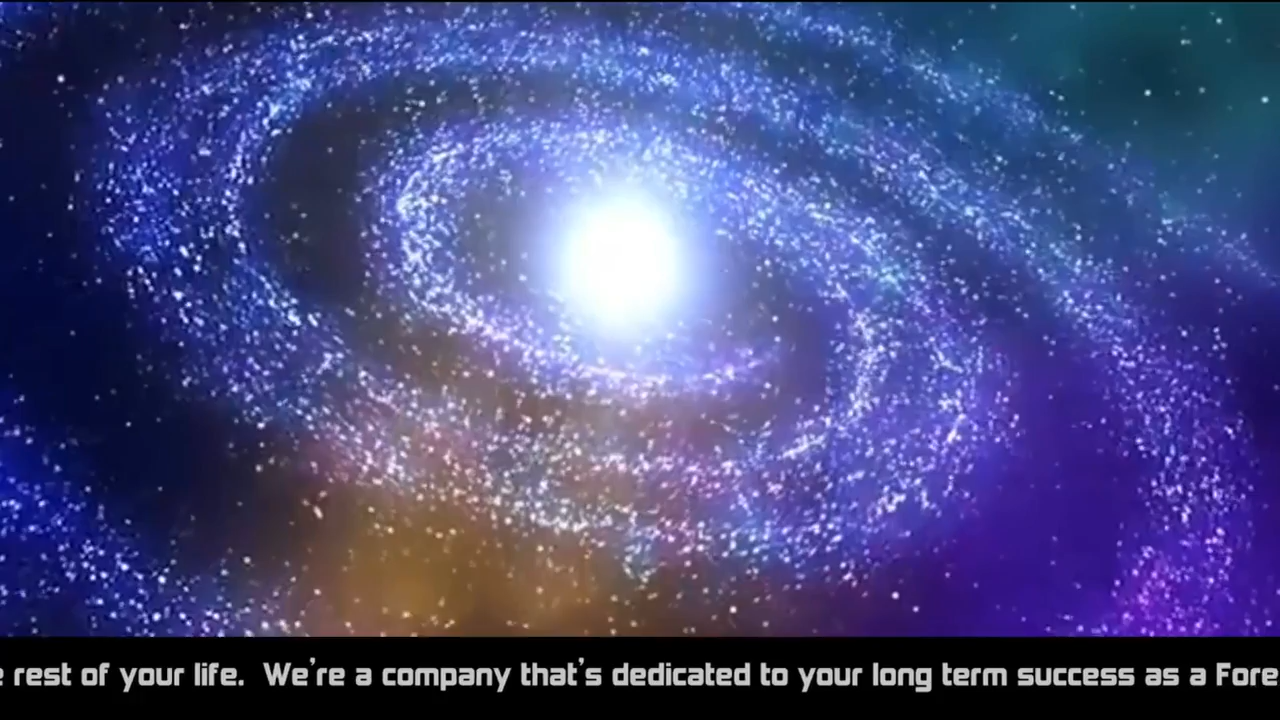 rest of your life. We're a company that's dedicated to your long term success as a